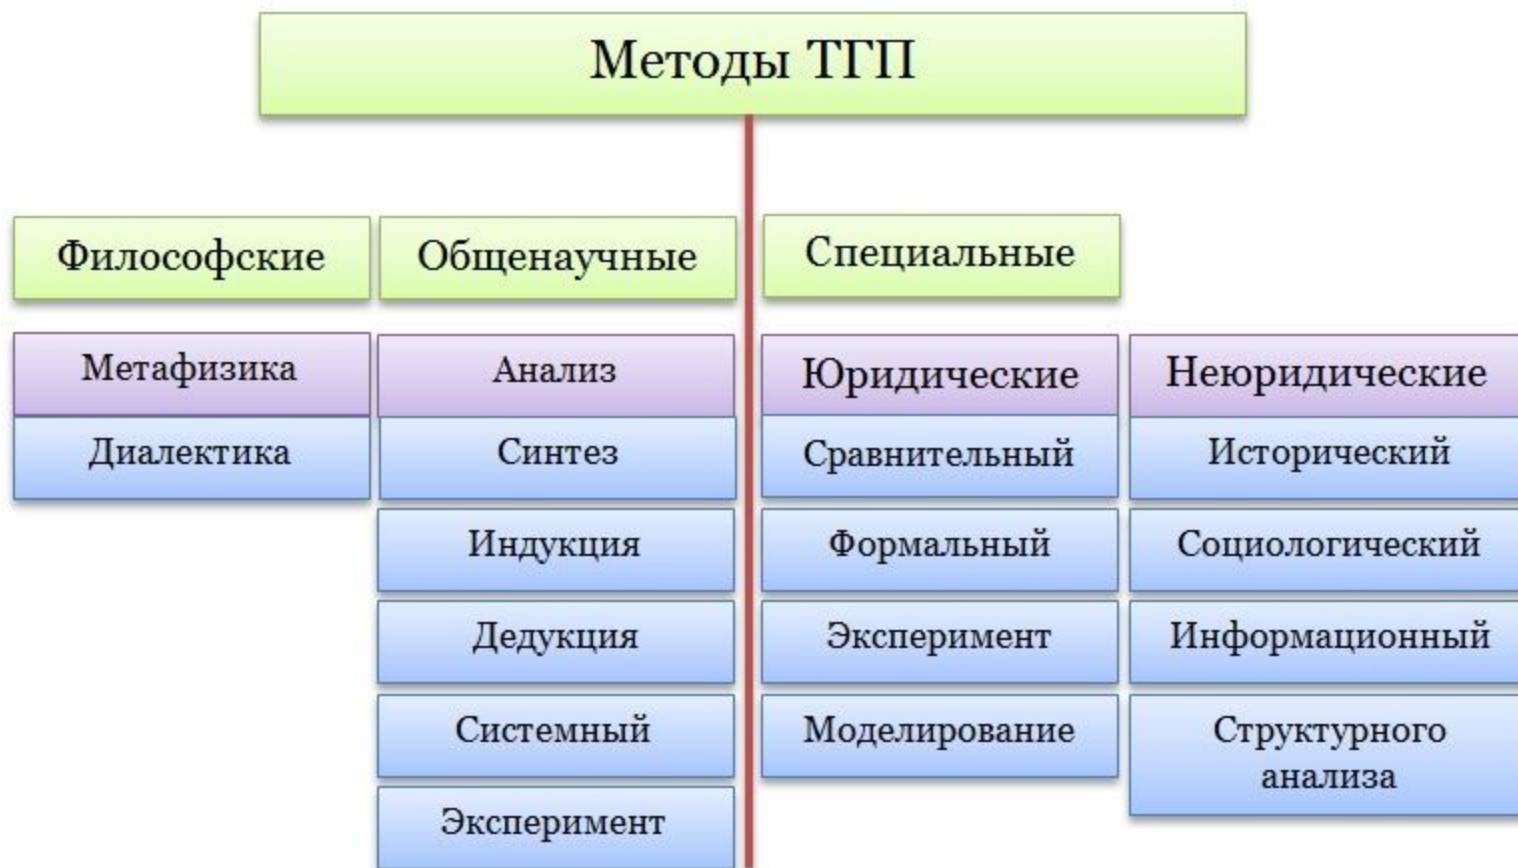 Методы ТГП
Философские
Общенаучные
Специальные
Метафизика
Анализ
Юридические
Неюридические
Диалектика
Синтез
Сравнительный
Исторический
Индукция
Формальный
Социологический
Дедукция
Эксперимент
Информационный
Системный
Моделирование
Структурного
анализа
Эксперимент